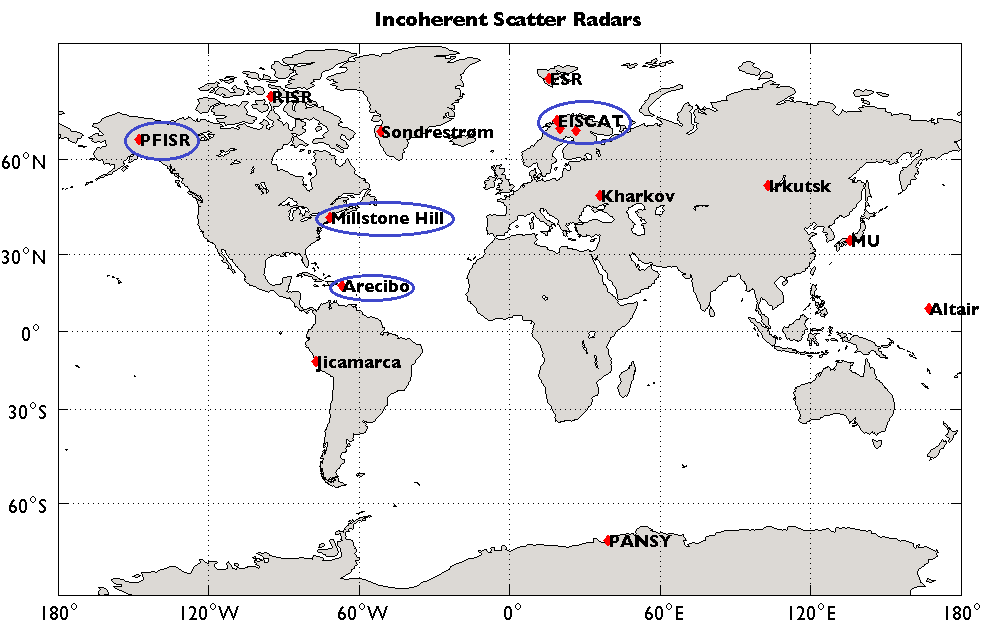 Incoherent Scatter Radars
ESR
RISR
EISCAT
Sondrestrøm
PFISR
60°N
Irkutsk
Kharkov
Millstone Hill
MU
30°N
Arecibo
Altair
0°
Jicamarca
30°S
60°S
PANSY
180° 120°W 60°W 0° 60°E 120°E 180°